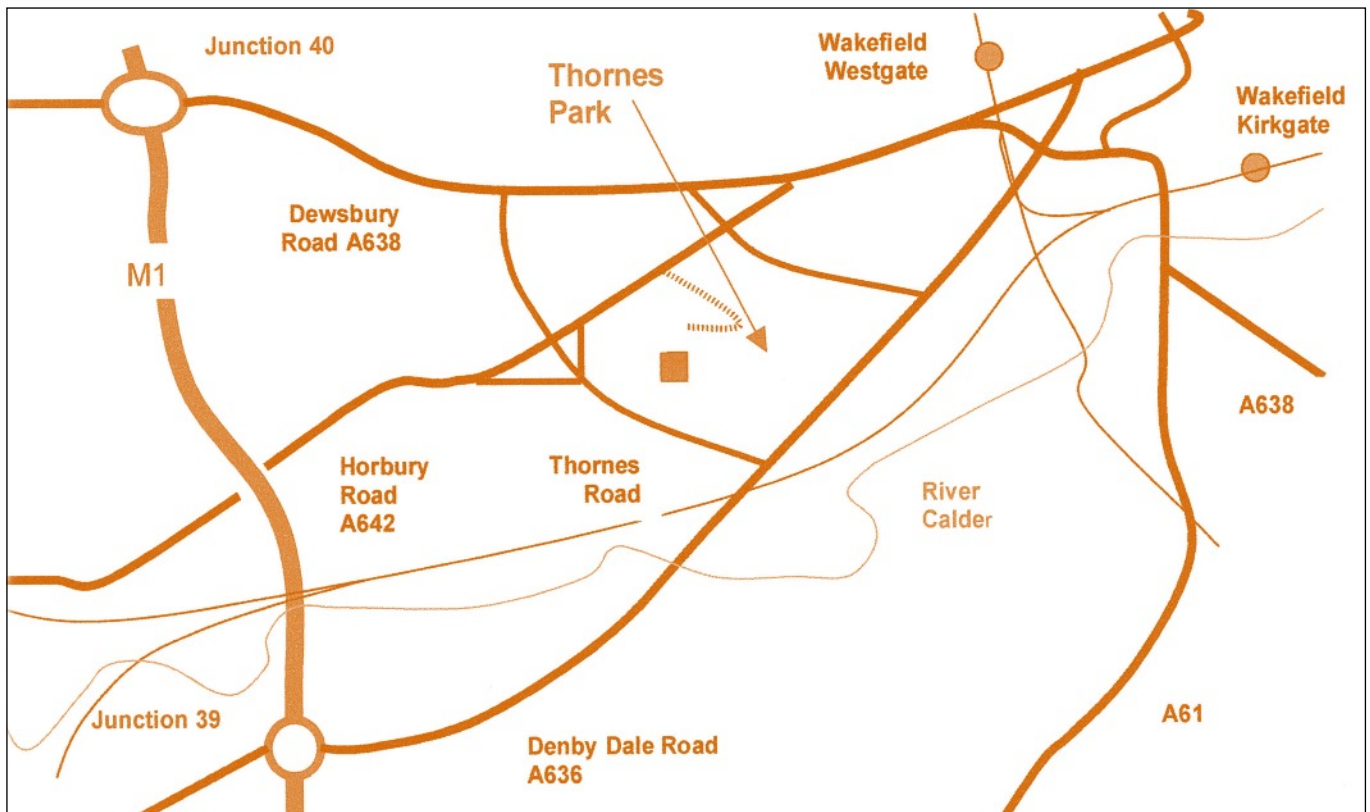 Junction 40
Thornes
Park
Wakefield
Westgate
Wakefield
Kirkgate
Dewsbury
Road A638
M1
A638
Horbury
Road
A642
Thornes
Road
River
Calder
Junction 39
Denby Dale Road
A636
A61